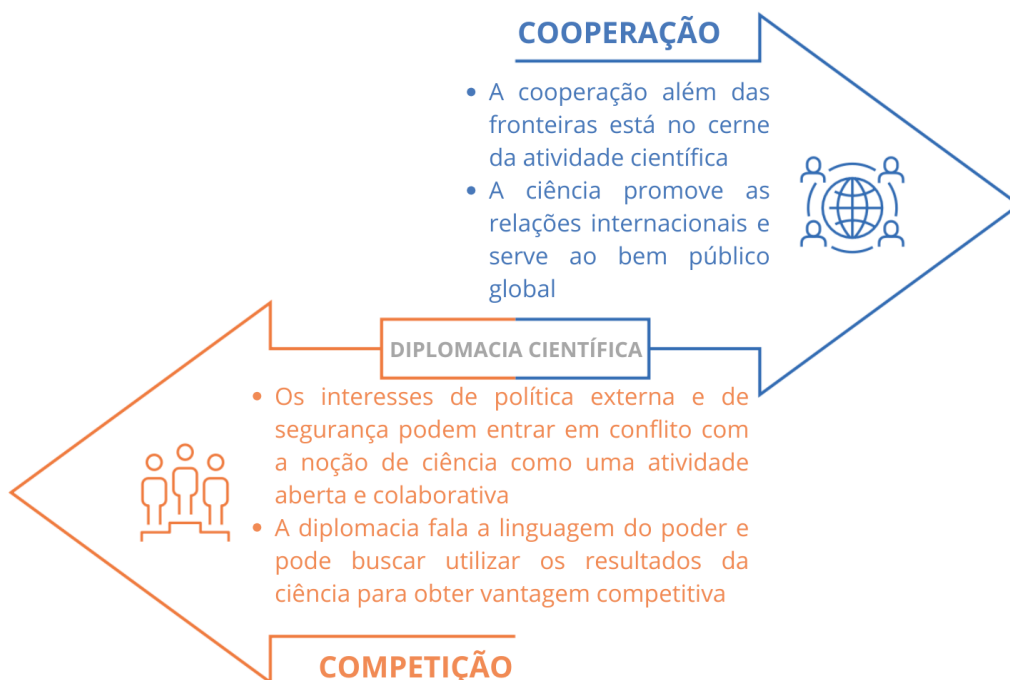 COOPERAÇÃO
• A cooperação além das
fronteiras está no cerne
da atividade científica
• A ciência promove as
relações internacionais e
serve ao bem público
global
DIPLOMACIA CIENTÍFICA
• Os interesses de política externa e de
segurança podem entrar em conflito com
a noção de ciência como uma atividade
aberta e colaborativa
• A diplomacia fala a linguagem do poder e
pode buscar utilizar os resultados da
ciência para obter vantagem competitiva
COMPETIÇÃO